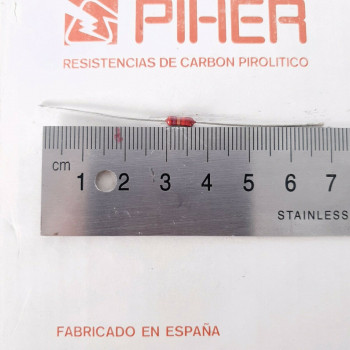 PIHER
RESISTENCIAS DE CARBON PIROLITICO
cm 1 2 3 4 5 6 7
STAINLESS
FABRICADO EN ESPAÑA